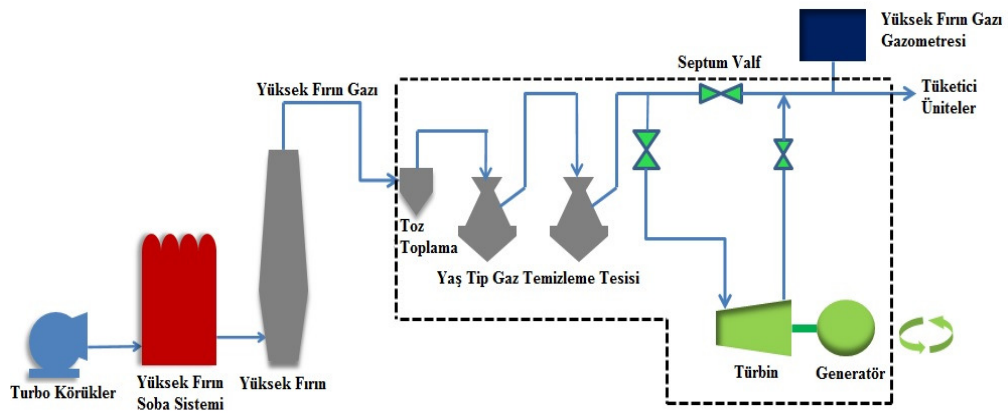 Yüksek Fırın Gazı
Gazometresi
Septum Valf
Yüksek Fırın Gazı
Tüketici
Üniteler
Toz
Toplama
Yaş Tip Gaz Temizleme Tesisi
Turbo Körükler
Yüksek Fırın
Soba Sistemi
Yüksek Fırın
Türbin
Generatör